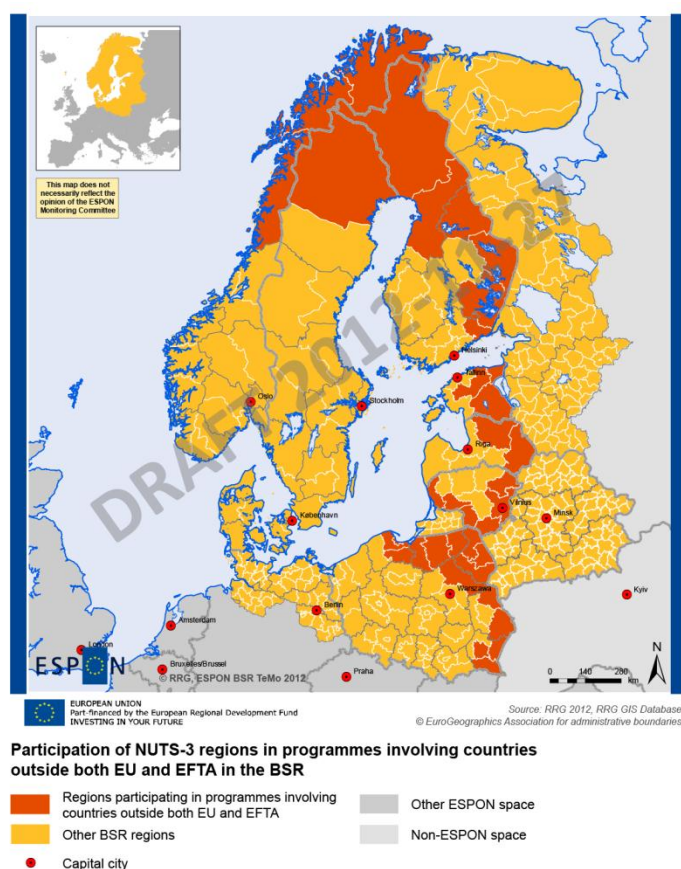 This map does not
necessarily reflect the
opinion of the ESPON
Monitoring Committee
DRAFT 2012-11-27
Helsinki
Tallinn
Oslo
Stockholm
Riga
København
Vilnius
Minsk
Warszawa
Berlin
Kyiv
Amsterdam
London
Bruxelles/Brussel
Praha
ESPON
© RRG, ESPON BSR TeMo 2012
N
0 140 280
km
EUROPEAN UNION
Part-financed by the European Regional Development Fund
INVESTING IN YOUR FUTURE
Source: RRG 2012, RRG GIS Database
© EuroGeographics Association for administrative boundaries
Participation of NUTS-3 regions in programmes involving countries
outside both EU and EFTA in the BSR
Regions participating in programmes involving
countries outside both EU and EFTA
Other BSR regions
Capital city
Other ESPON space
Non-ESPON space